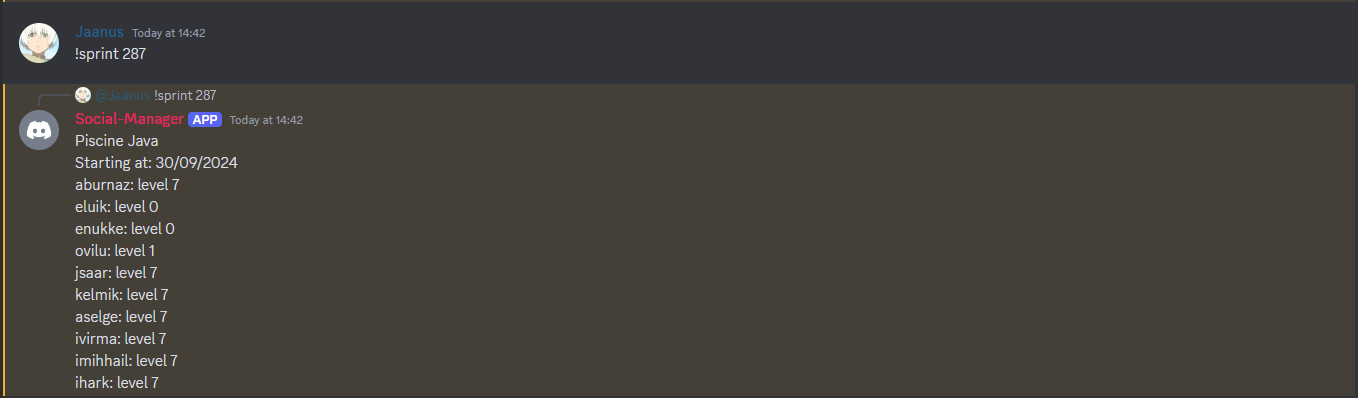 Jaanus Today at 14:42
!sprint 287
@Jaanus !sprint 287
Social-Manager APP Today at 14:42
Piscine Java
Starting at: 30/09/2024
aburnaz: level 7
eluik: level 0
enukke: level 0
ovilu: level 1
jsaar: level 7
kelmik: level 7
aselge: level 7
ivirma: level 7
imihhail: level 7
ihark: level 7